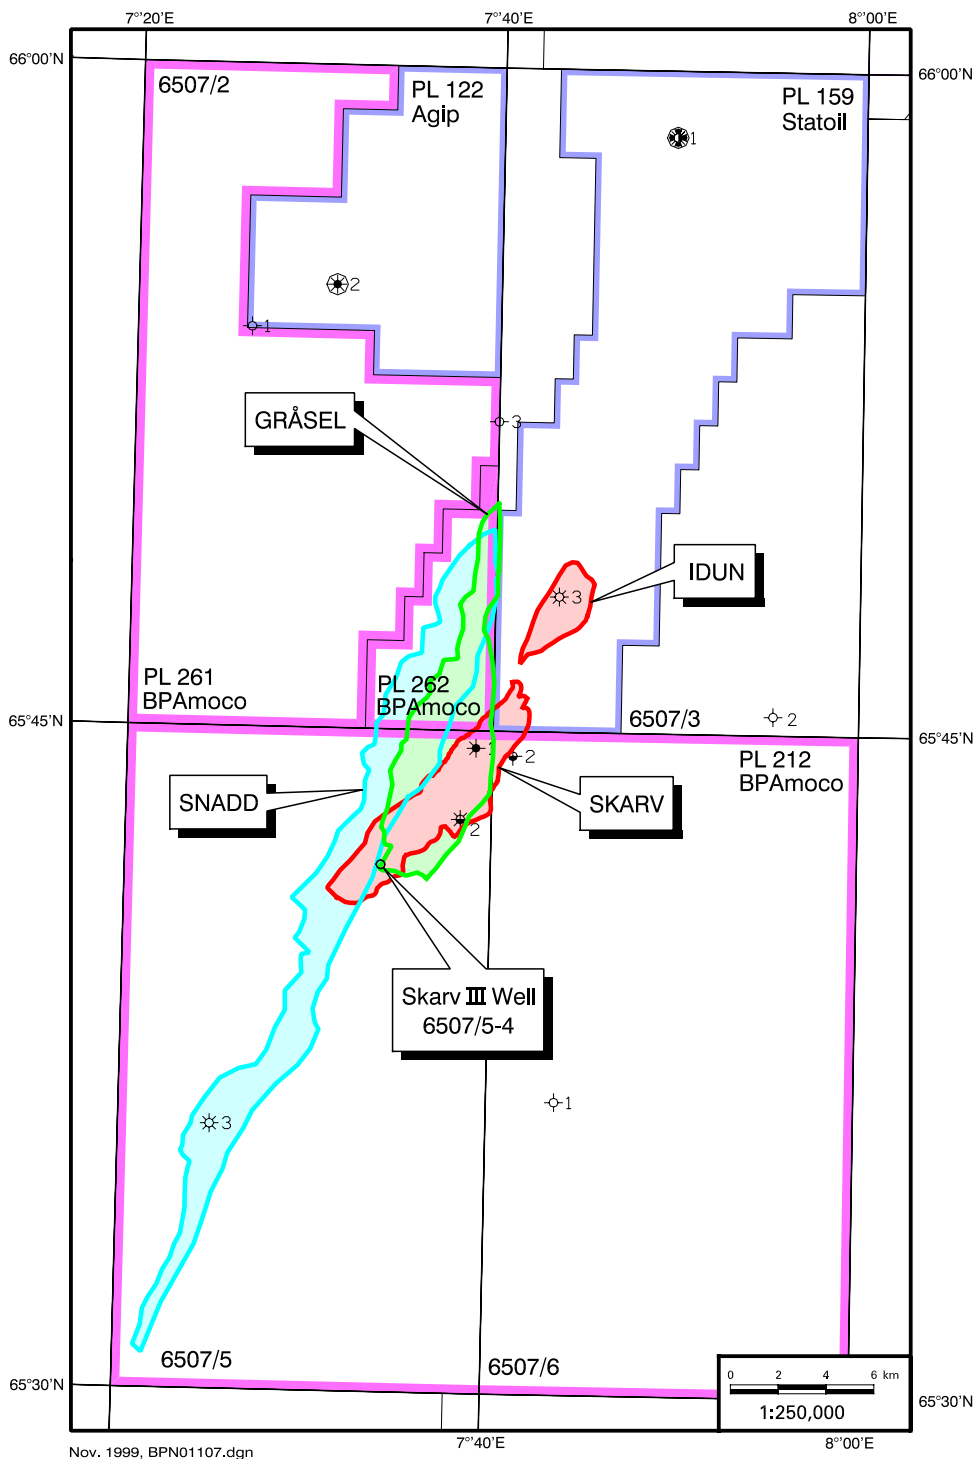 7°20'E
7°40'E
8°00'E
66°00'N
66°00'N
6507/2
PL 122
Agip
PL 159
Statoil
1
2
1
GRÅSEL
3
IDUN
3
PL 261
BPAmoco
PL 262
BPAmoco
65°45'N
6507/3
2
65°45'N
PL 212
BPAmoco
2
SNADD
SKARV
2
Skarv III Well
6507/5-4
1
3
6507/5
6507/6
65°30'N
0 2 4 6 km
1:250,000
65°30'N
7°40'E
8°00'E
Nov. 1999, BPN01107.dgn